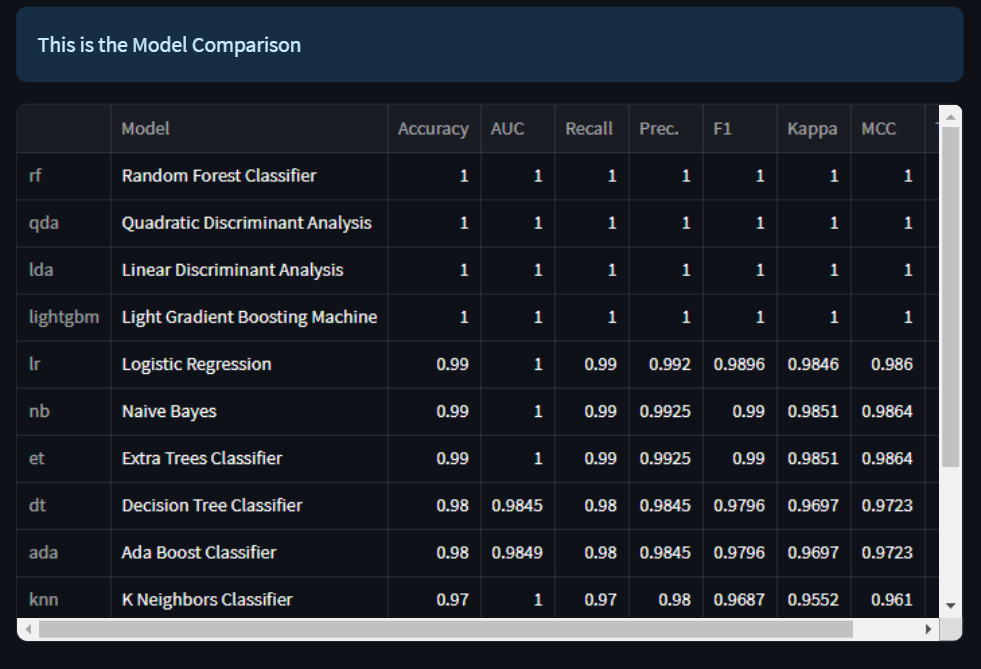 This is the Model Comparison
Model Accuracy AUC Recall Prec. F1 Kappa MCC
rf Random Forest Classifier 1 1 1 1 1 1 1
qda Quadratic Discriminant Analysis 1 1 1 1 1 1 1
lda Linear Discriminant Analysis 1 1 1 1 1 1 1
lightgbm Light Gradient Boosting Machine 1 1 1 1 1 1 1
lr Logistic Regression 0.99 1 0.99 0.992 0.9896 0.9846 0.986
nb Naive Bayes 0.99 1 0.99 0.9925 0.99 0.9851 0.9864
et Extra Trees Classifier 0.99 1 0.99 0.9925 0.99 0.9851 0.9864
dt Decision Tree Classifier 0.98 0.9845 0.98 0.9845 0.9796 0.9697 0.9723
ada Ada Boost Classifier 0.98 0.9849 0.98 0.9845 0.9796 0.9697 0.9723
knn K Neighbors Classifier 0.97 1 0.97 0.98 0.9687 0.9552 0.961